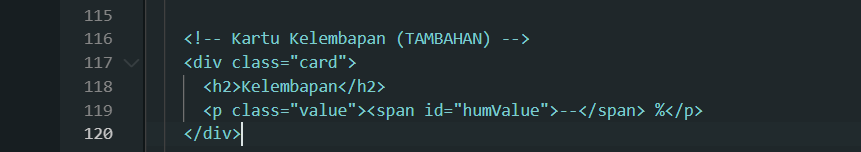 115
116 <!-- Kartu Kelembapan (TAMBAHAN) -->
117 <div class="card">
118 <h2>Kelembapan</h2>
119 <p class="value"><span id="humValue">--</span> %</p>
120 </div>